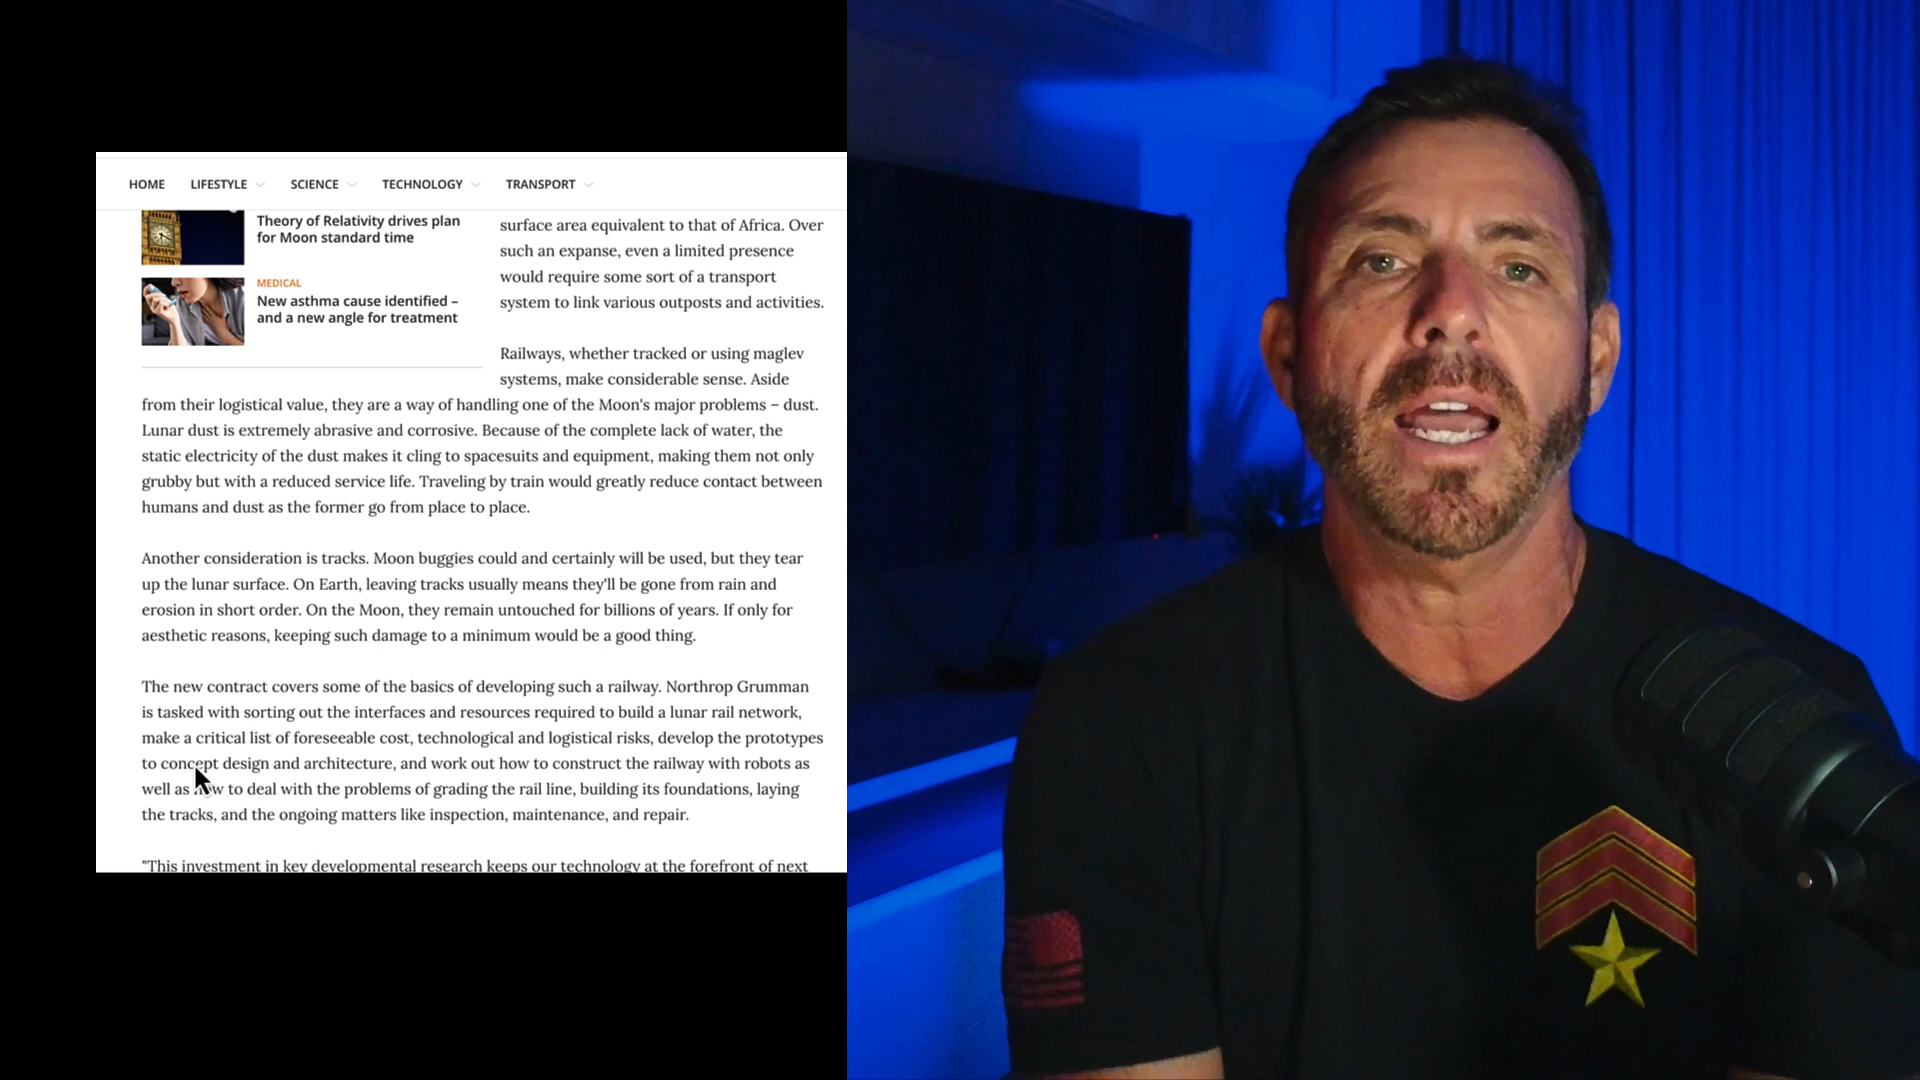 HOME LIFESTYLE SCIENCE TECHNOLOGY TRANSPORT
Theory of Relativity drives plan
for Moon standard time
MEDICAL
New asthma cause identified –
and a new angle for treatment
surface area equivalent to that of Africa. Over
such an expanse, even a limited presence
would require some sort of a transport
system to link various outposts and activities.
Railways, whether tracked or using maglev
systems, make considerable sense. Aside
from their logistical value, they are a way of handling one of the Moon's major problems – dust.
Lunar dust is extremely abrasive and corrosive. Because of the complete lack of water, the
static electricity of the dust makes it cling to spacesuits and equipment, making them not only
grubby but with a reduced service life. Traveling by train would greatly reduce contact between
humans and dust as the former go from place to place.
Another consideration is tracks. Moon buggies could and certainly will be used, but they tear
up the lunar surface. On Earth, leaving tracks usually means they'll be gone from rain and
erosion in short order. On the Moon, they remain untouched for billions of years. If only for
aesthetic reasons, keeping such damage to a minimum would be a good thing.
The new contract covers some of the basics of developing such a railway. Northrop Grumman
is tasked with sorting out the interfaces and resources required to build a lunar rail network,
make a critical list of foreseeable cost, technological and logistical risks, develop the prototypes
to concept design and architecture, and work out how to construct the railway with robots as
well as how to deal with the problems of grading the rail line, building its foundations, laying
the tracks, and the ongoing matters like inspection, maintenance, and repair.
"This investment in key developmental research keeps our technology at the forefront of next